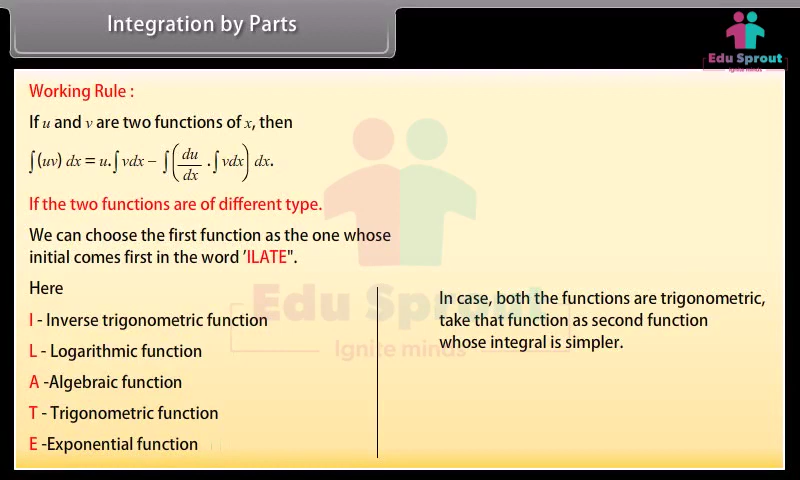 Integration by Parts
Edu Sprout
Ignite minds
Working Rule :
If u and v are two functions of x, then
∫(uv) dx = u.∫vdx – ∫(du/dx .∫vdx) dx.
If the two functions are of different type.
We can choose the first function as the one whose
initial comes first in the word 'ILATE".
Here
I - Inverse trigonometric function
L - Logarithmic function
A -Algebraic function
T - Trigonometric function
E -Exponential function
In case, both the functions are trigonometric,
take that function as second function
whose integral is simpler.
Edu Sprout
Ignite minds